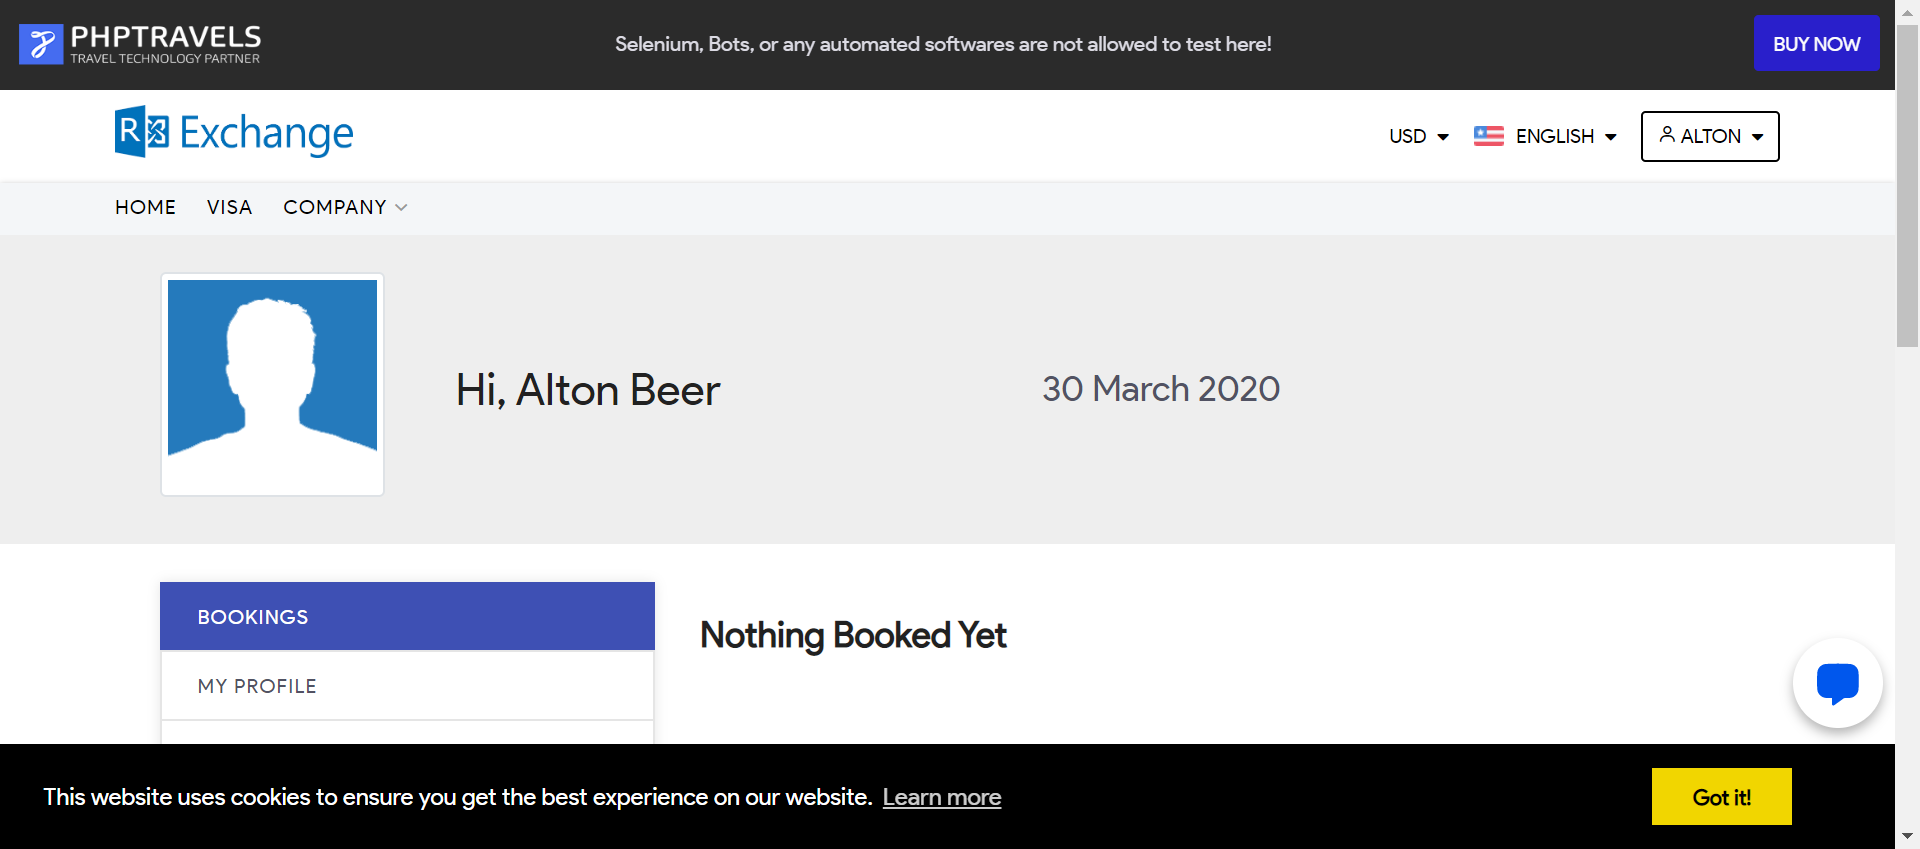 PHPTRAVELS
TRAVEL TECHNOLOGY PARTNER
Selenium, Bots, or any automated softwares are not allowed to test here!
BUY NOW
R Exchange
USD
ENGLISH
ALTON
HOME
VISA
COMPANY
Hi, Alton Beer
30 March 2020
BOOKINGS
MY PROFILE
Nothing Booked Yet
This website uses cookies to ensure you get the best experience on our website. Learn more
Got it!